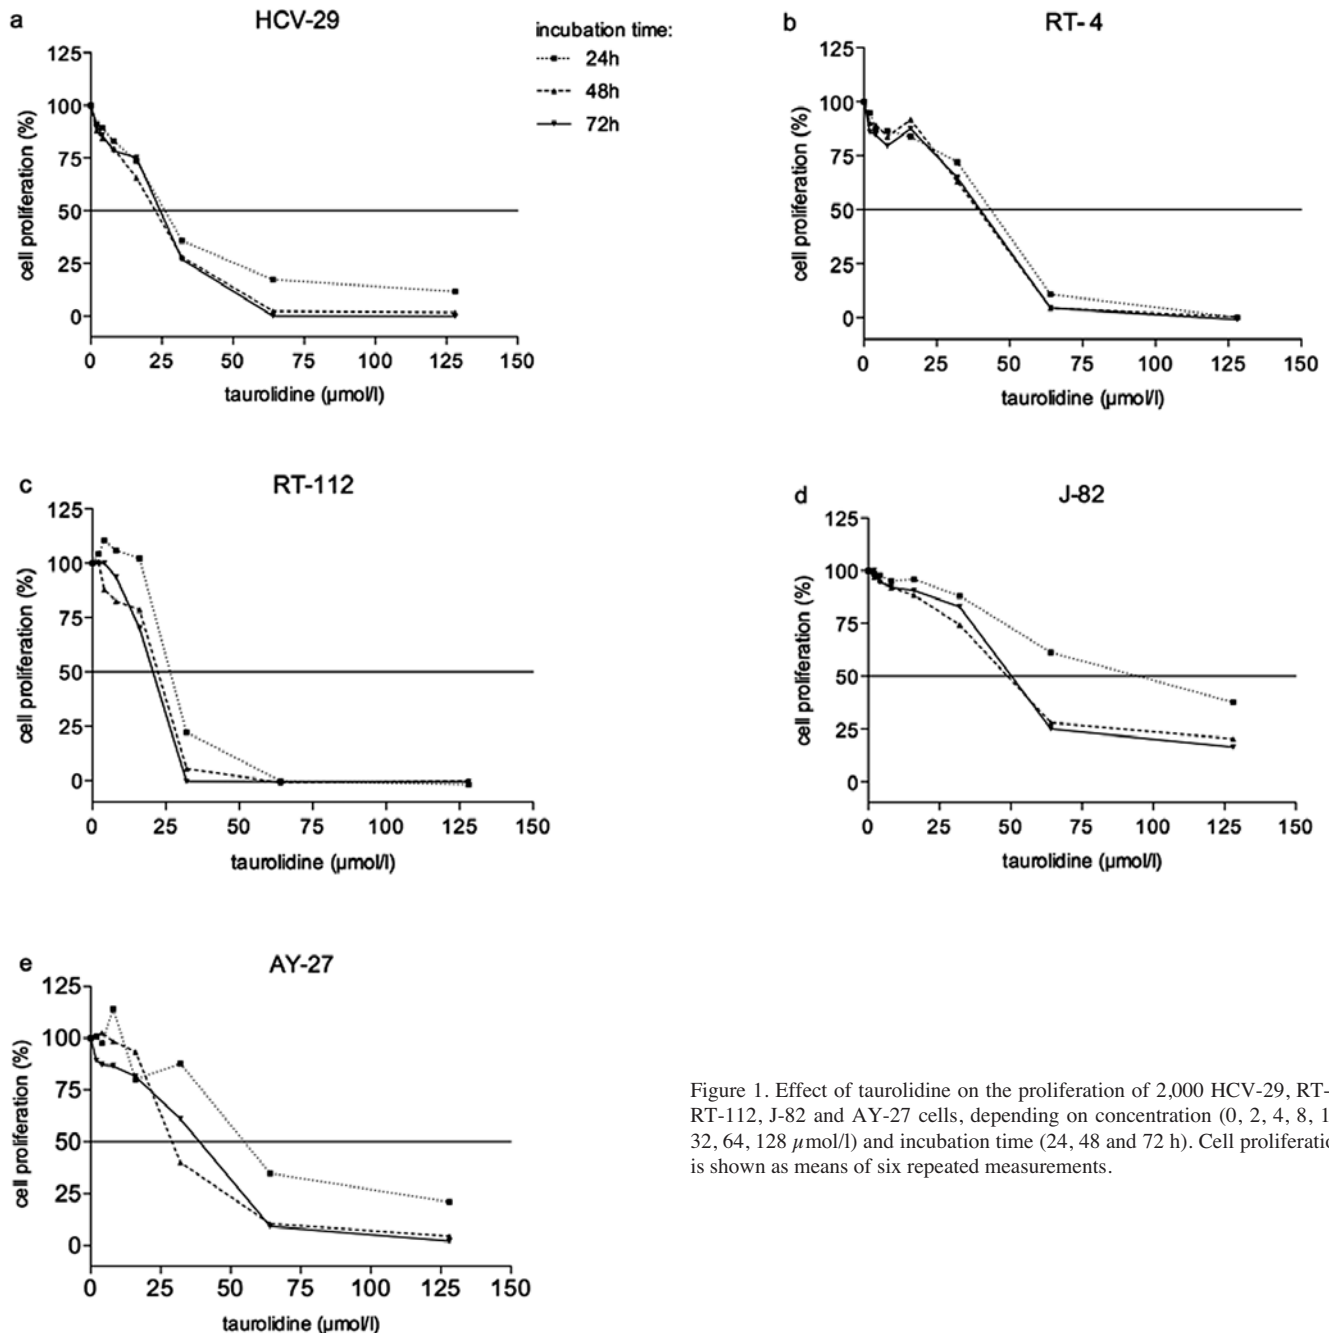 a
HCV-29
incubation time:
24h
48h
72h
125
100
75
50
25
0
cell proliferation (%)
0 25 50 75 100 125 150
taurolidine (µmol/l)
b
RT-4
125
100
75
50
25
0
cell proliferation (%)
0 25 50 75 100 125 150
taurolidine (µmol/l)
c
RT-112
125
100
75
50
25
0
cell proliferation (%)
0 25 50 75 100 125 150
taurolidine (µmol/l)
d
J-82
125
100
75
50
25
0
cell proliferation (%)
0 25 50 75 100 125 150
taurolidine (µmol/l)
e
AY-27
125
100
75
50
25
0
cell proliferation (%)
0 25 50 75 100 125 150
taurolidine (µmol/l)
Figure 1. Effect of taurolidine on the proliferation of 2,000 HCV-29, RT-
RT-112, J-82 and AY-27 cells, depending on concentration (0, 2, 4, 8, 1
32, 64, 128 µmol/l) and incubation time (24, 48 and 72 h). Cell proliferatio
is shown as means of six repeated measurements.